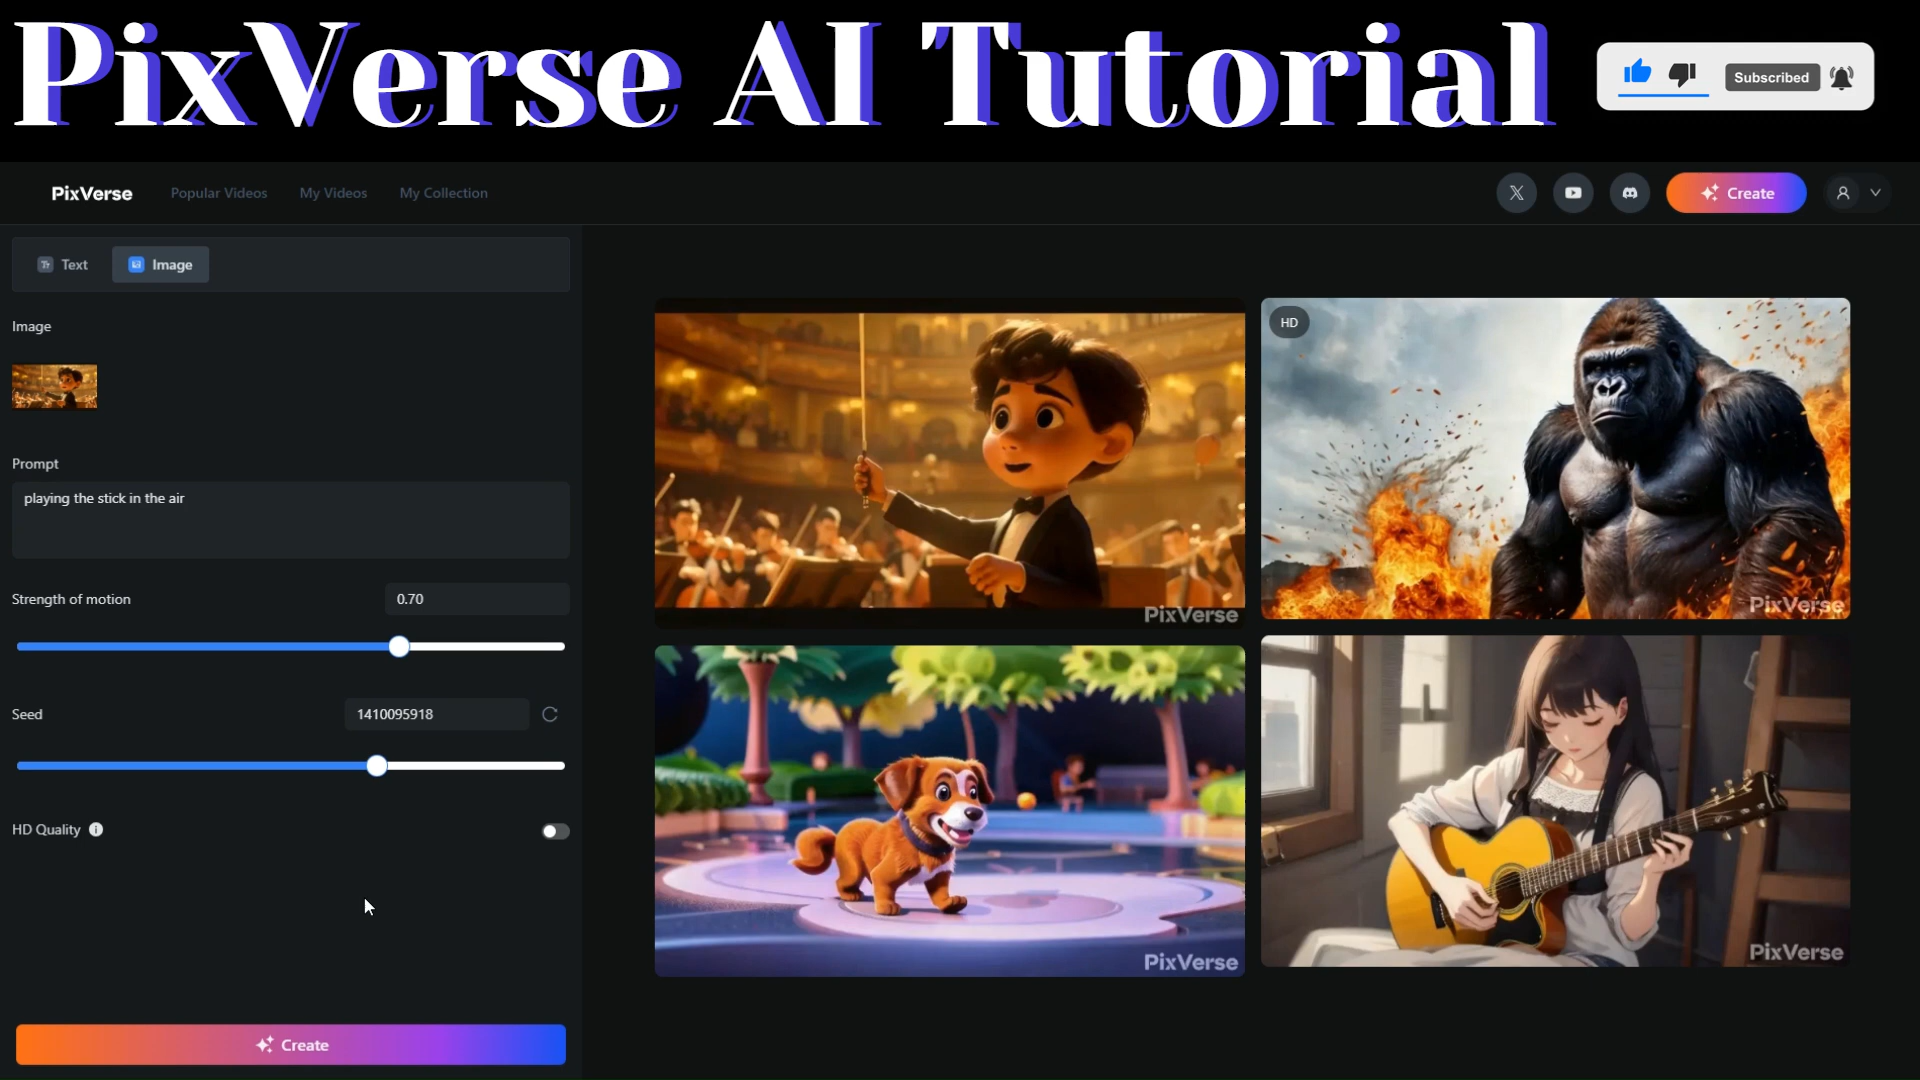 PixVerse AI Tutorial
Subscribed
PixVerse
Popular Videos
My Videos
My Collection
Create
Text
Image
Image
Prompt
playing the stick in the air
Strength of motion
0.70
Seed
1410095918
HD Quality
Create
PixVerse
HD
PixVerse
PixVerse
PixVerse